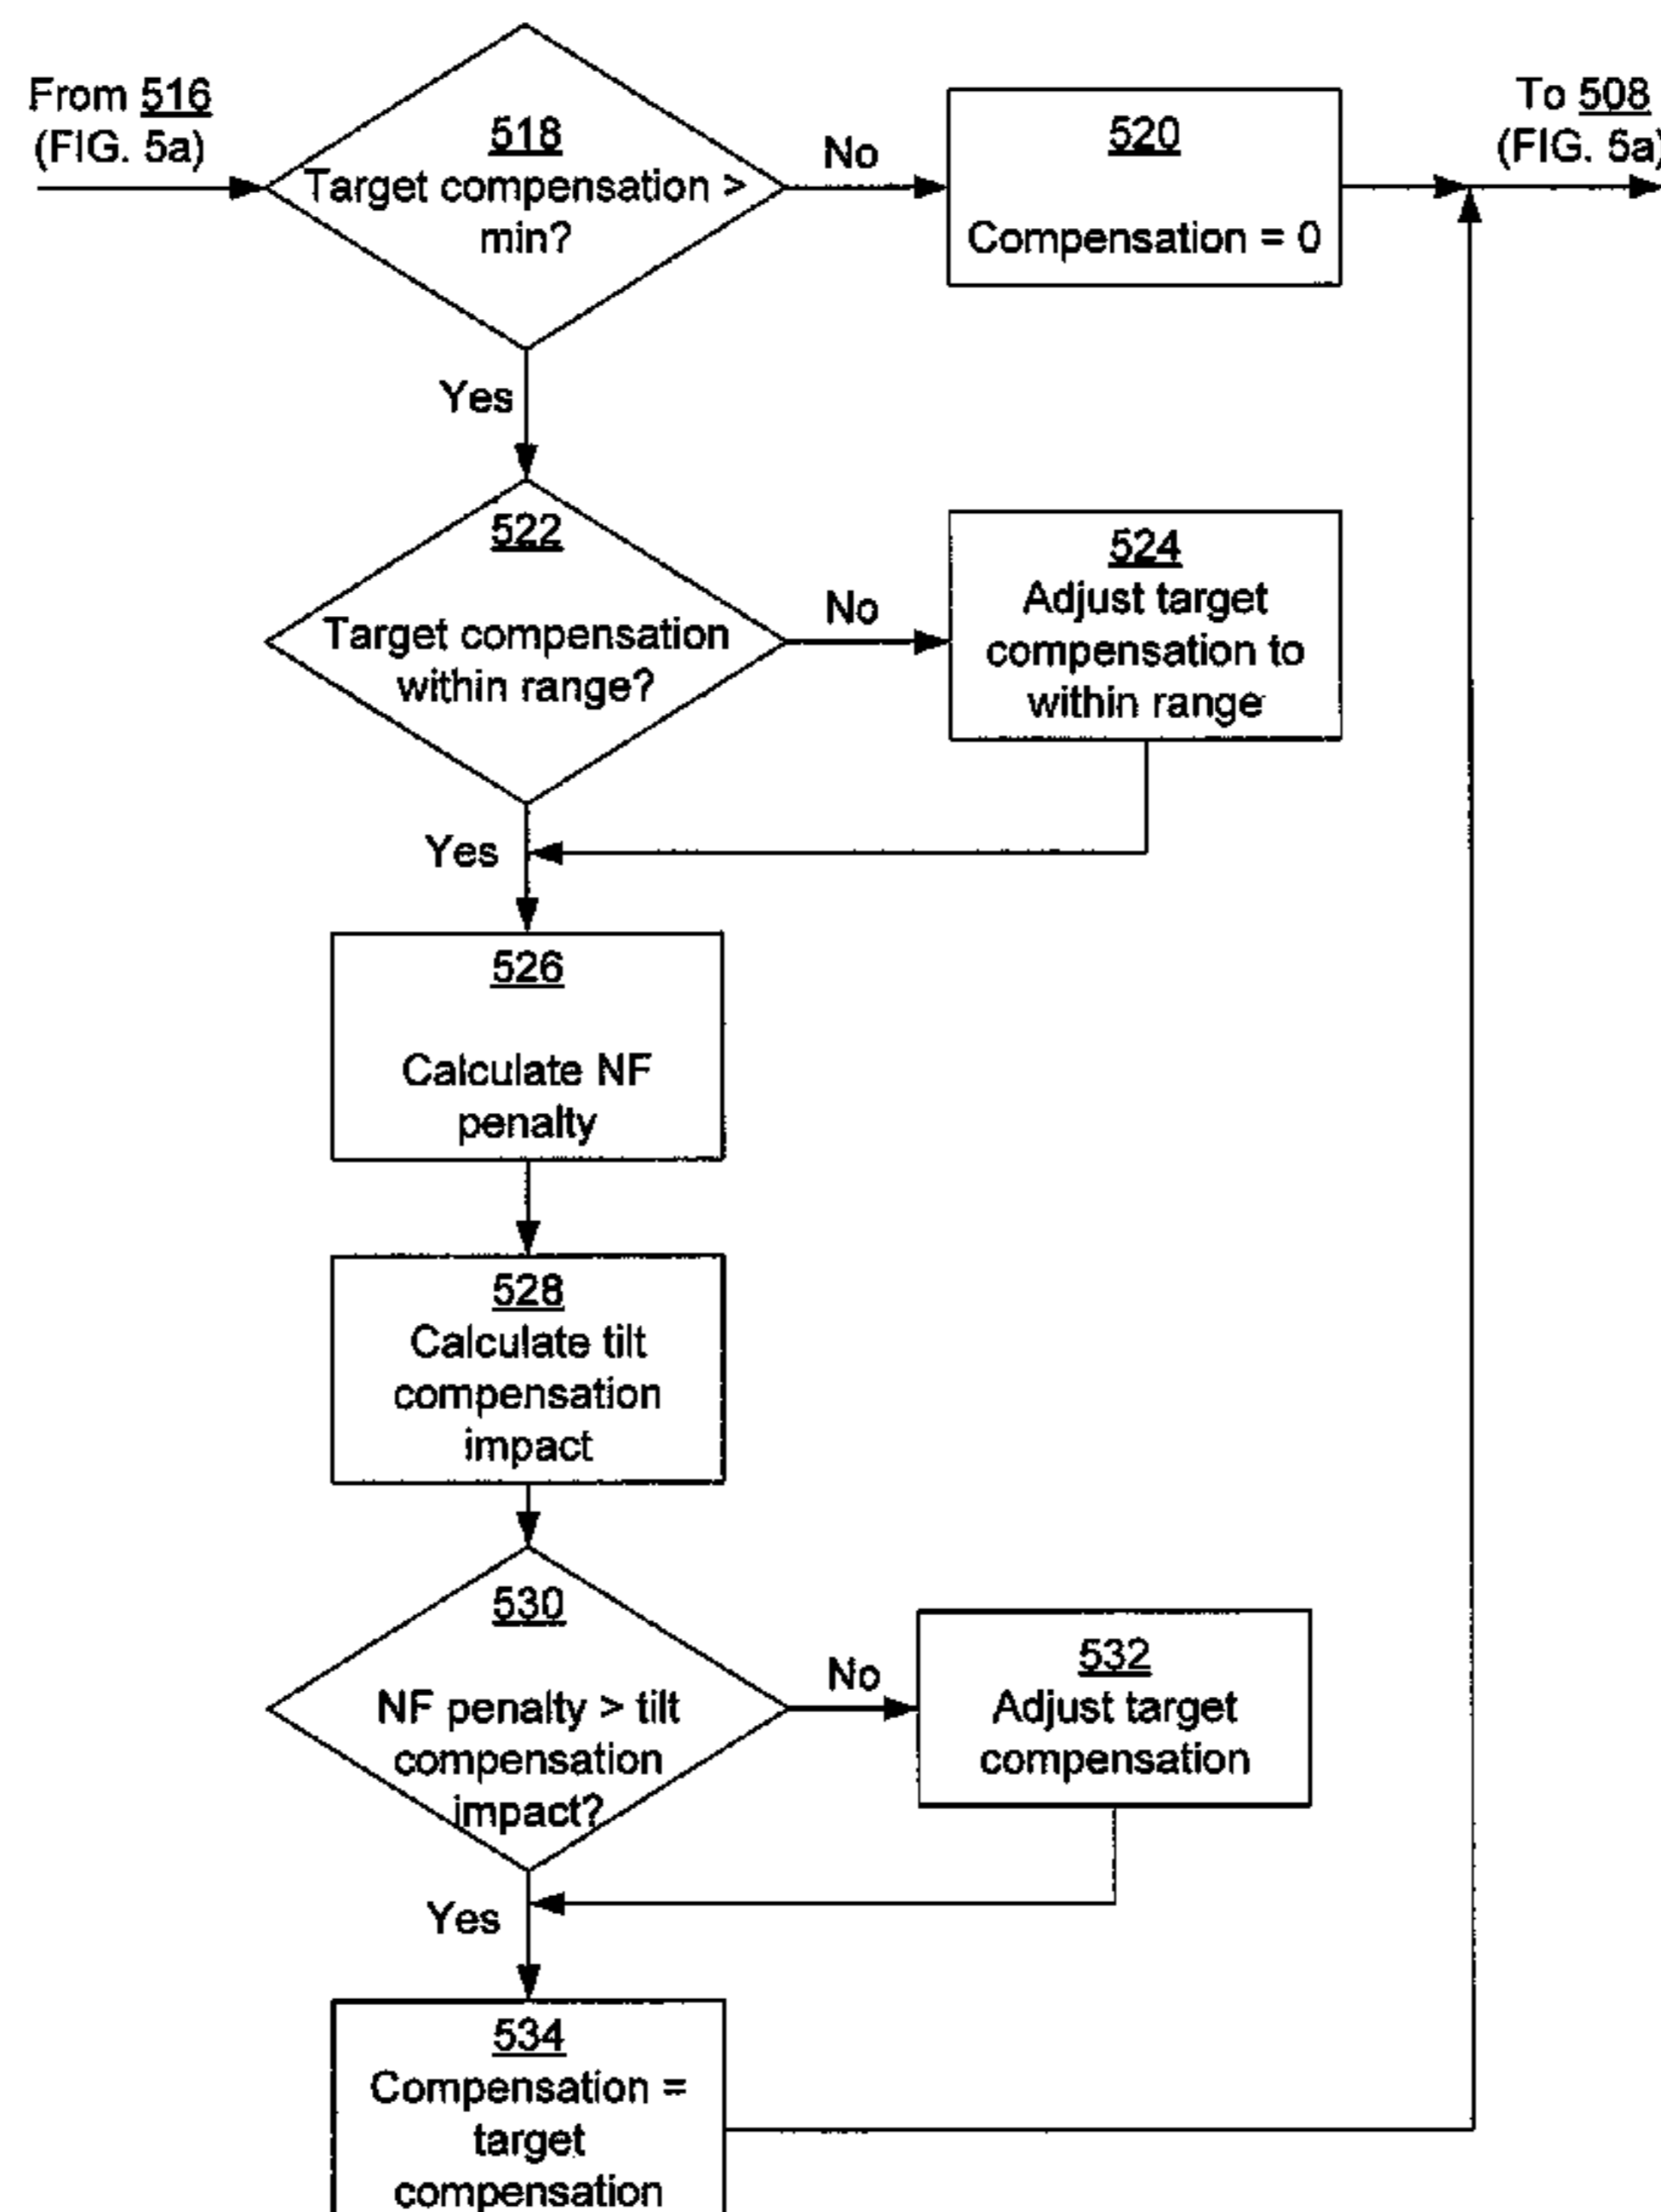 From 516
(FIG. 5a)
518
Target compensation >
min?
No
520
Compensation = 0
To 508
(FIG. 5a)
Yes
522
Target compensation
within range?
No
524
Adjust target
compensation to
within range
Yes
526
Calculate NF
penalty
528
Calculate tilt
compensation
impact
530
NF penalty > tilt
compensation
impact?
No
532
Adjust target
compensation
Yes
534
Compensation =
target
compensation